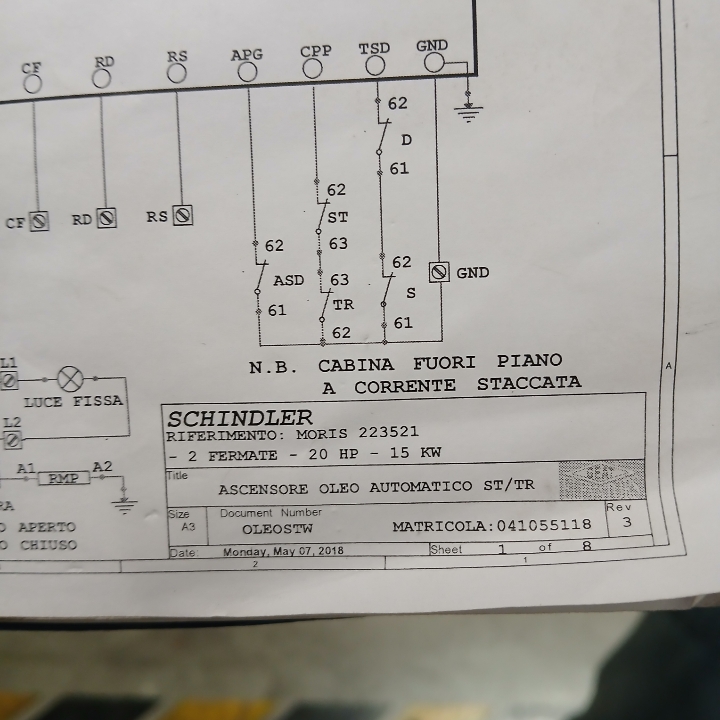 CF RD RS APG CPP TSD GND
62
D
61
62
ST
CF RD RS
63
62
62
GND
63
ASD
S
TR
61
61
62
L1
N.B. CABINA FUORI PIANO
A CORRENTE STACCATA
LUCE FISSA
L2
SCHINDLER
RIFERIMENTO: MORIS 223521
- 2 FERMATE - 20 HP - 15 KW
A1 RMP A2
Title
ASCENSORE OLEO AUTOMATICO ST/TR
Size
A3
Document Number
OLEOSTW
MATRICOLA:041055118
Rev
3
APERTO
CHIUSO
Date: Monday, May 07, 2018
Sheet 1 of 8
2
1
A